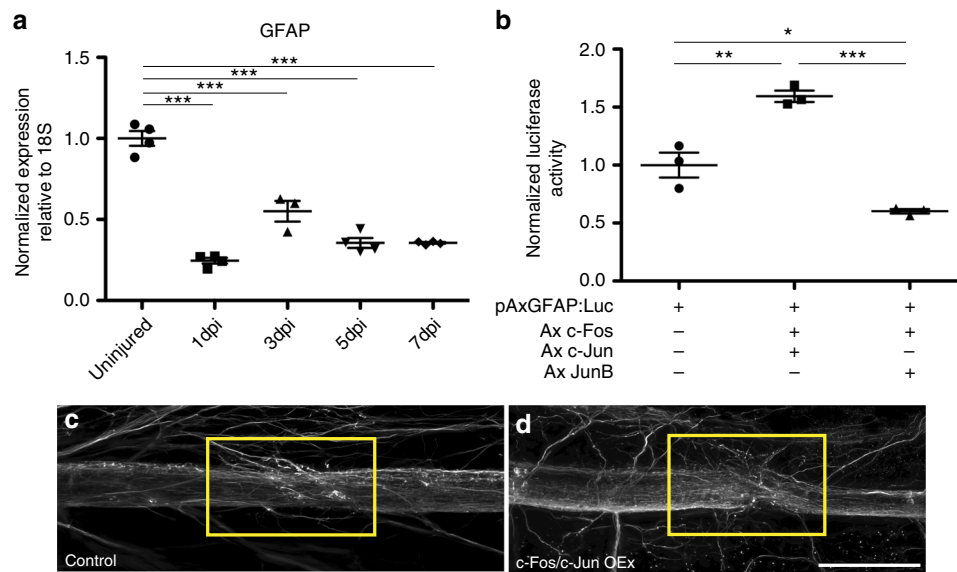 a
GFAP
Normalized expression
relative to 18S
1.5
1.0
0.5
0.0
***
***
***
***
Uninjured
1dpi
3dpi
5dpi
7dpi
b
Normalized luciferase
activity
2.0
1.5
1.0
0.5
0.0
*
** ***
pAxGFAP:Luc + + +
Ax c-Fos – + +
Ax c-Jun – + –
Ax JunB – – +
c
Control
d
c-Fos/c-Jun OEx